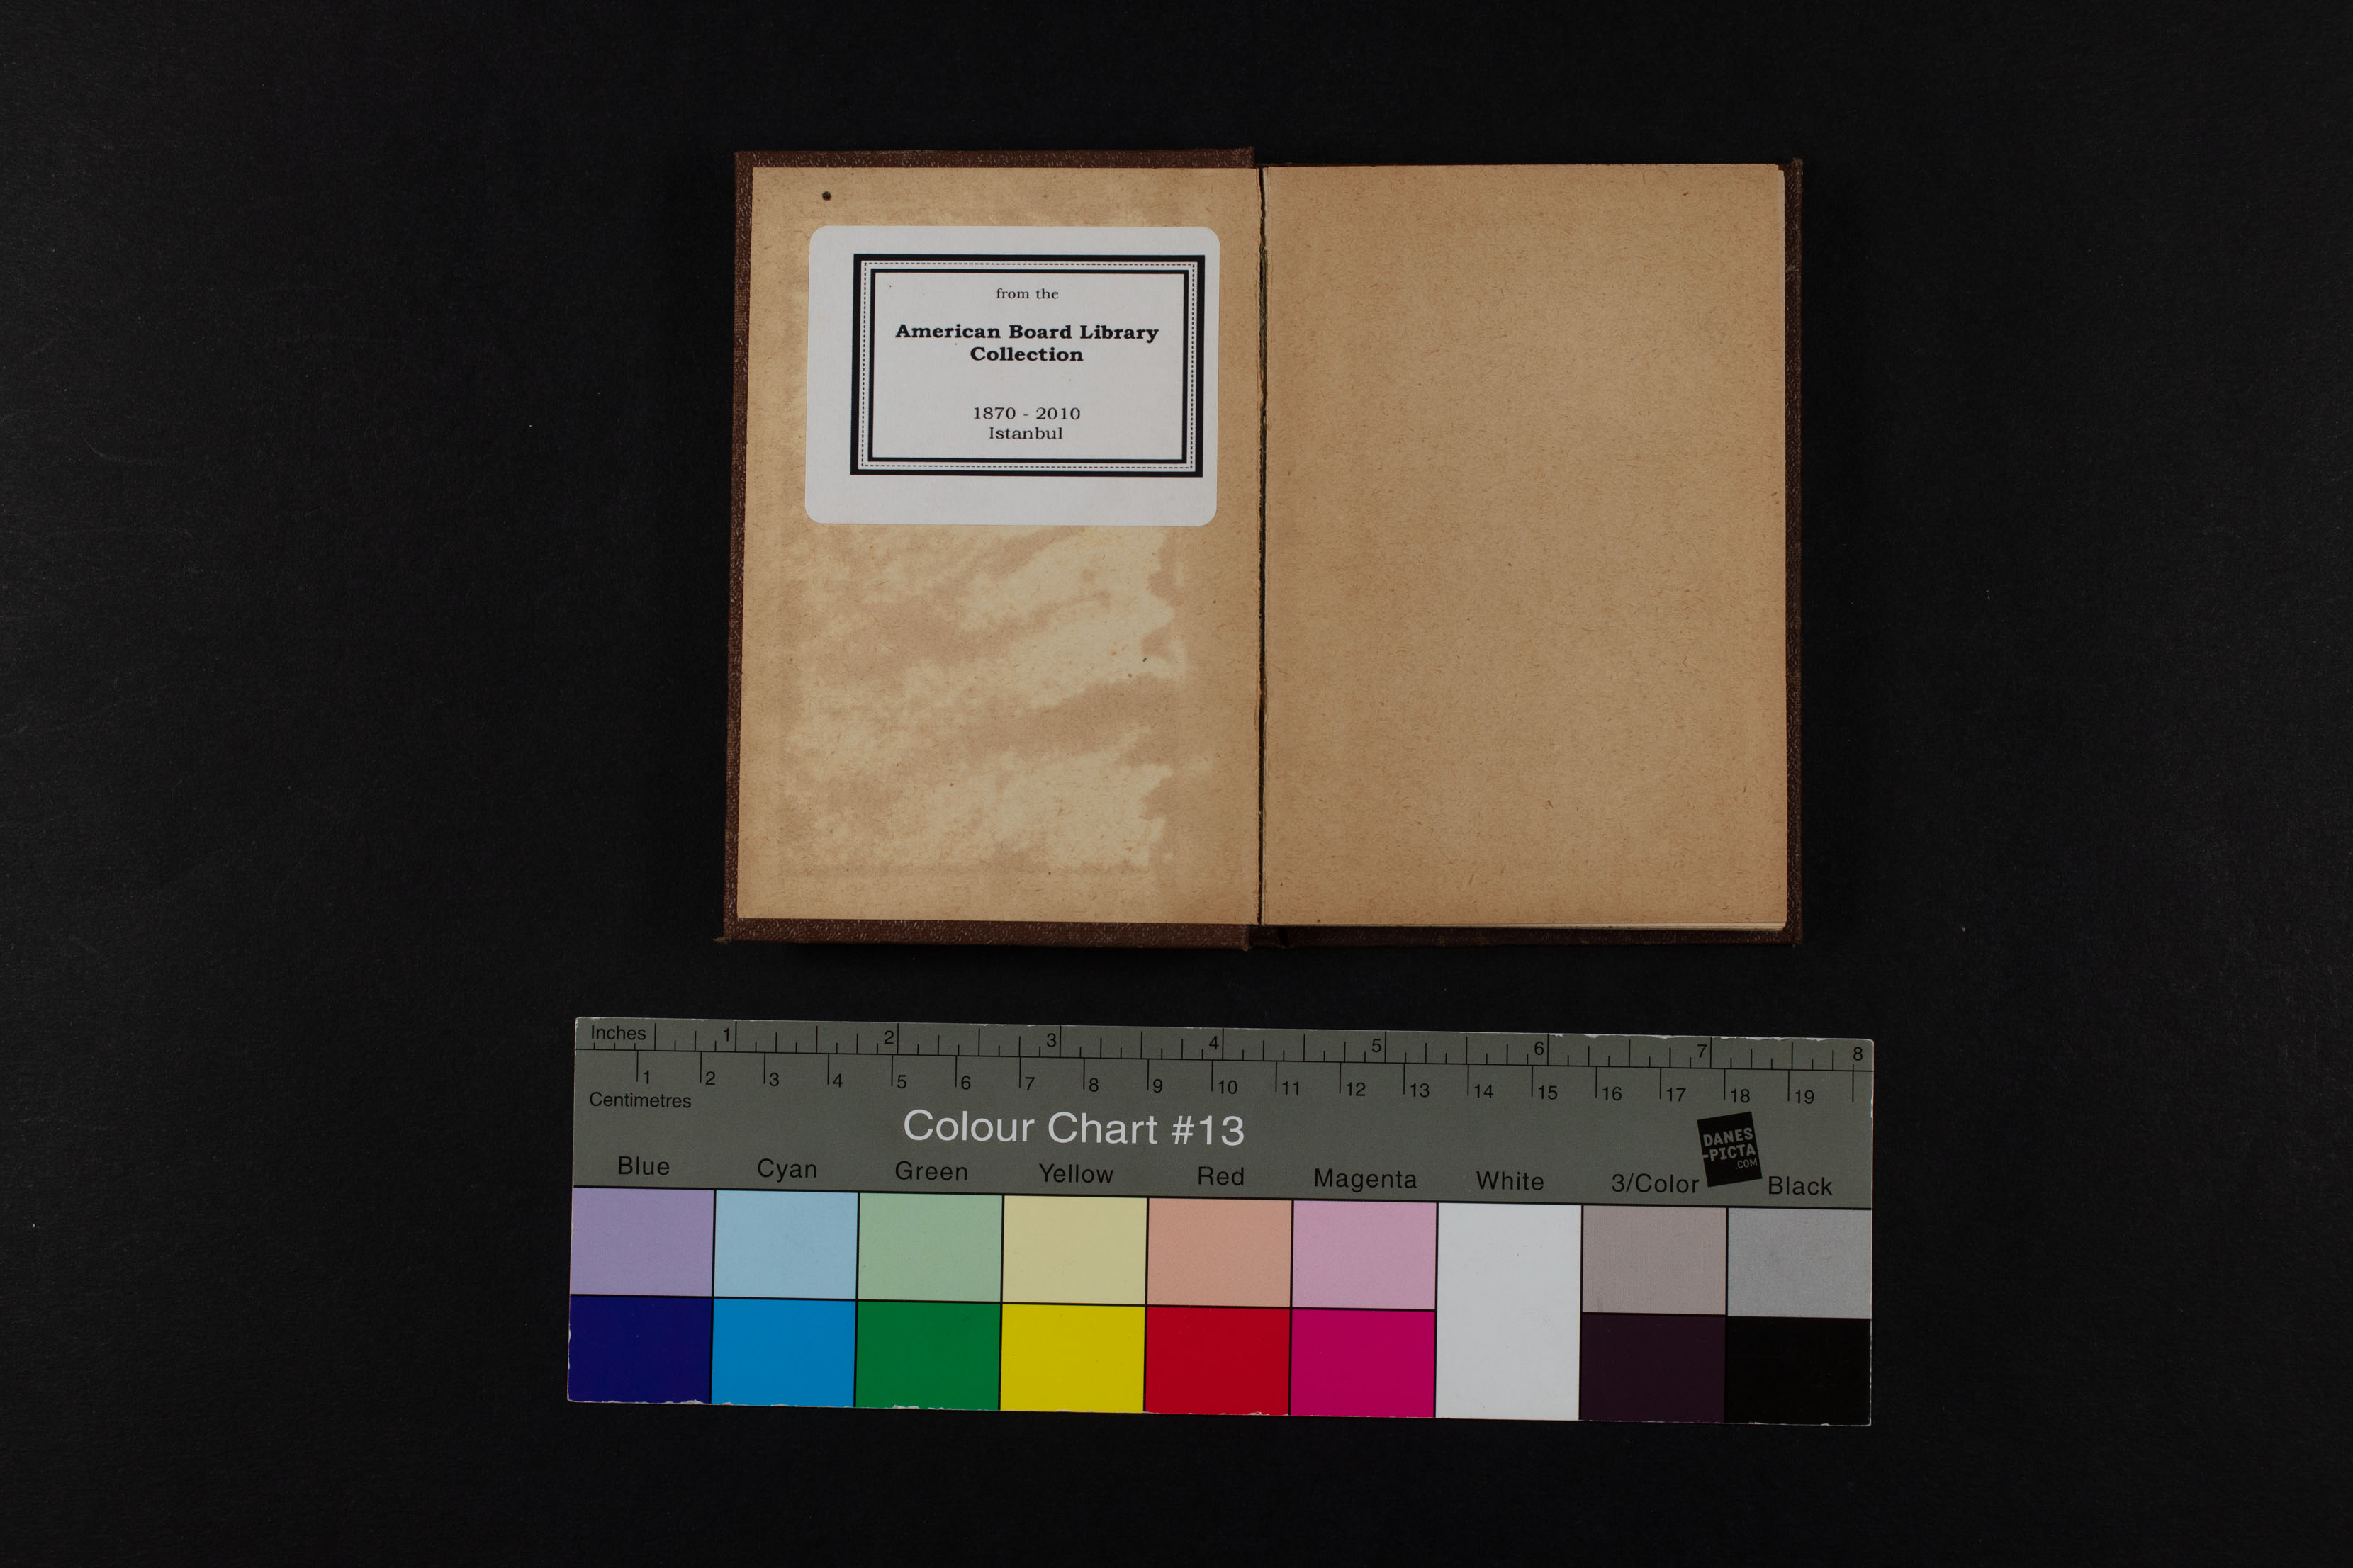 from the
American Board Library
Collection
1870 - 2010
Istanbul
Inches 1 2 3 4 5 6 7 8
1 2 3 4 5 6 7 8 9 10 11 12 13 14 15 16 17 18 19
Centimetres
Colour Chart #13
DANES
-PICTA
.COM
Blue Cyan Green Yellow Red Magenta White 3/Color Black